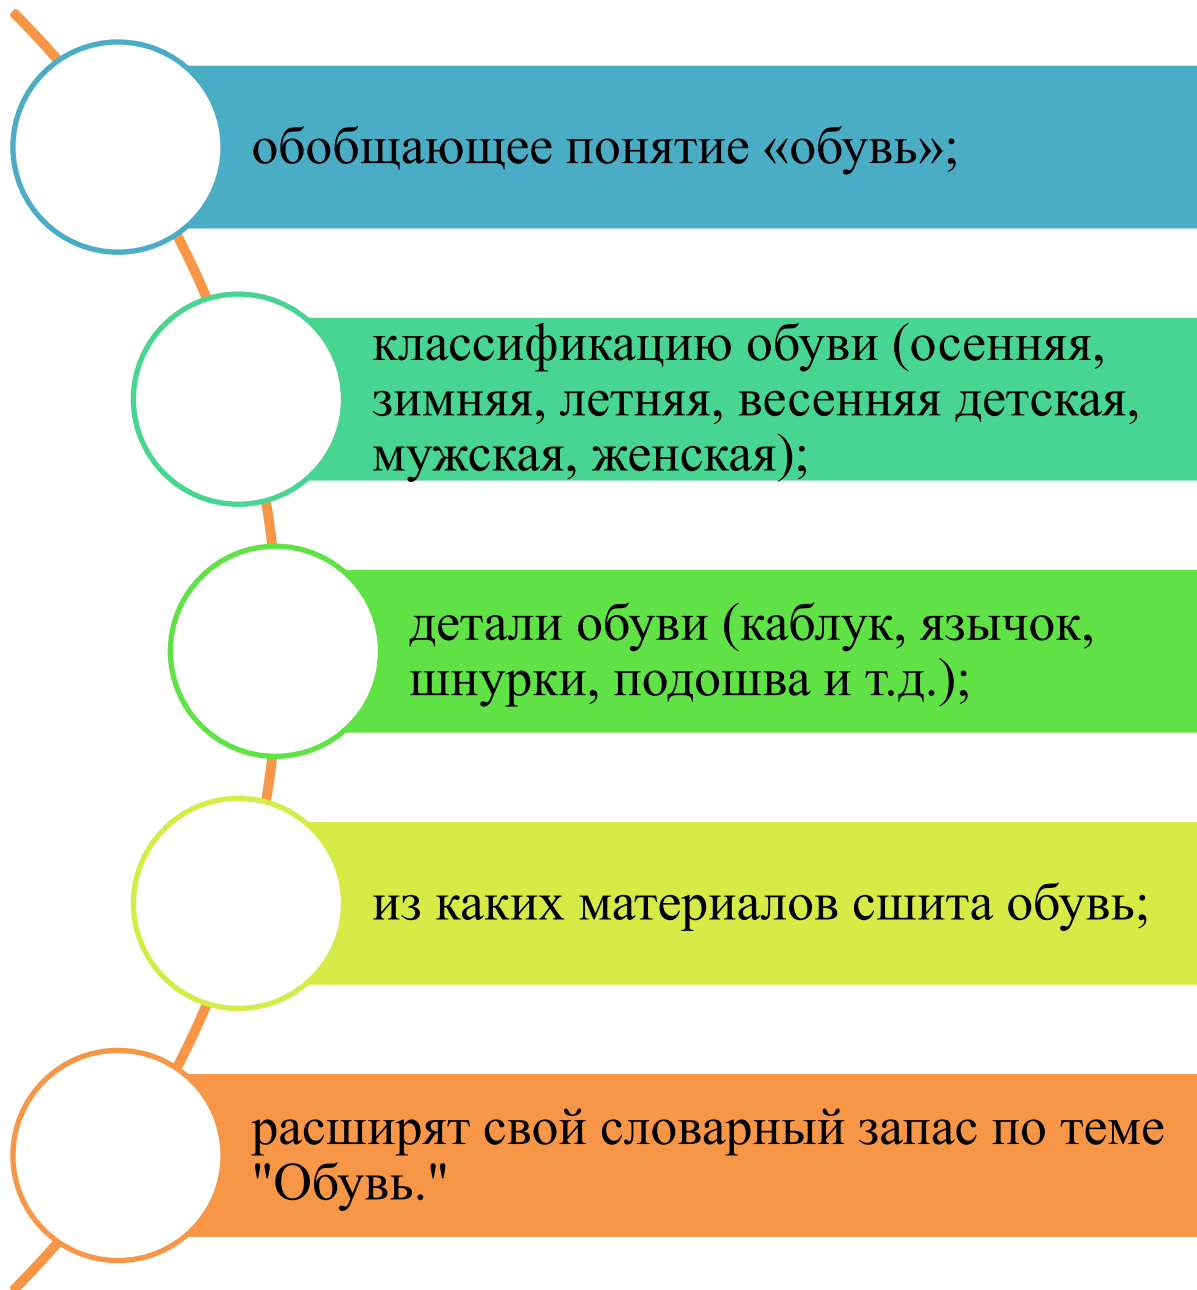 обобщающее понятие «обувь»;
классификацию обуви (осенняя,
зимняя, летняя, весенняя детская,
мужская, женская);
детали обуви (каблук, язычок,
шнурки, подошва и т.д.);
из каких материалов сшита обувь;
расширят свой словарный запас по теме
"Обувь."